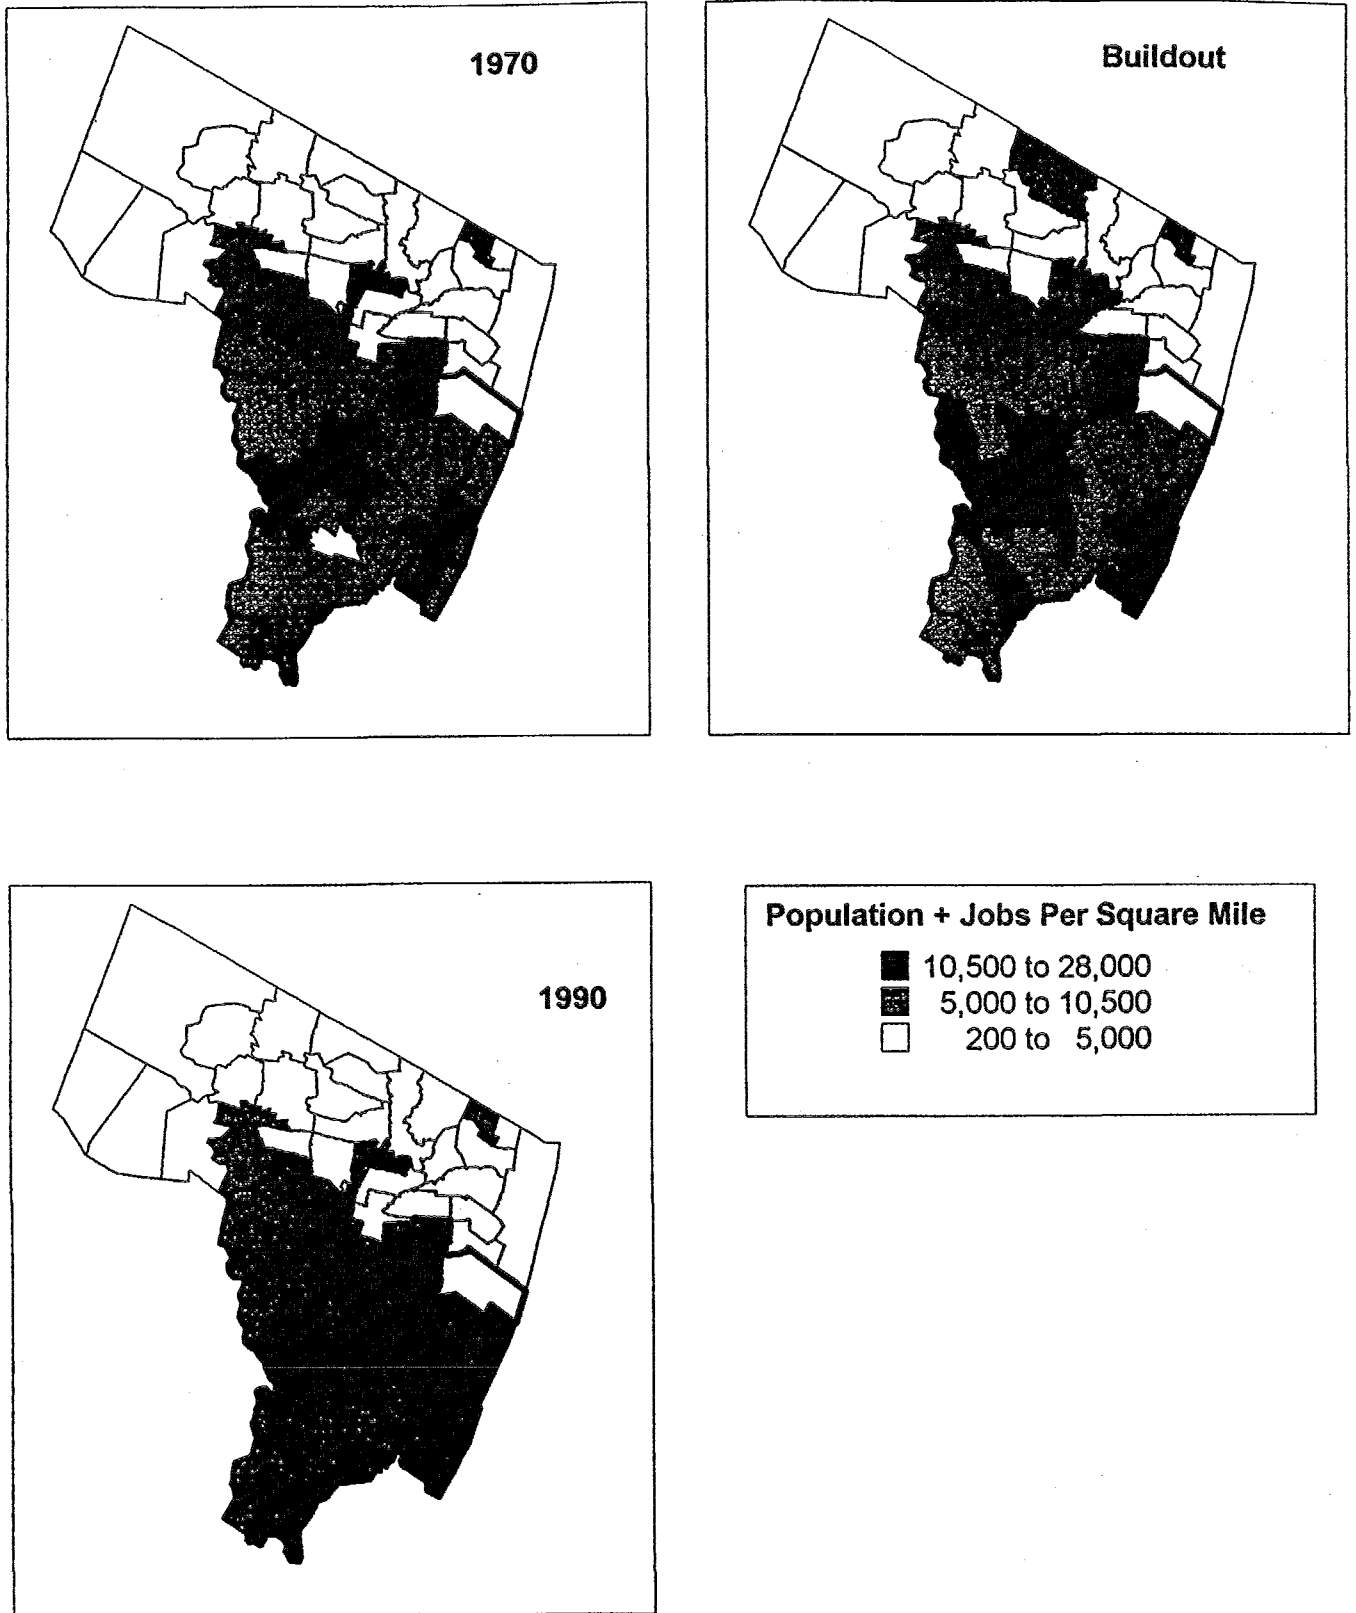 1970
Buildout
1990
Population + Jobs Per Square Mile
10,500 to 28,000
5,000 to 10,500
200 to 5,000